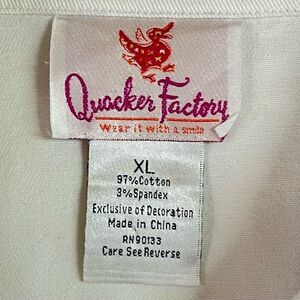 Quacker Factory
Wear it with a smile
XL
97%Cotton
3%Spandex
Exclusive of Decoration
Made in China
RN90133
Care See Reverse